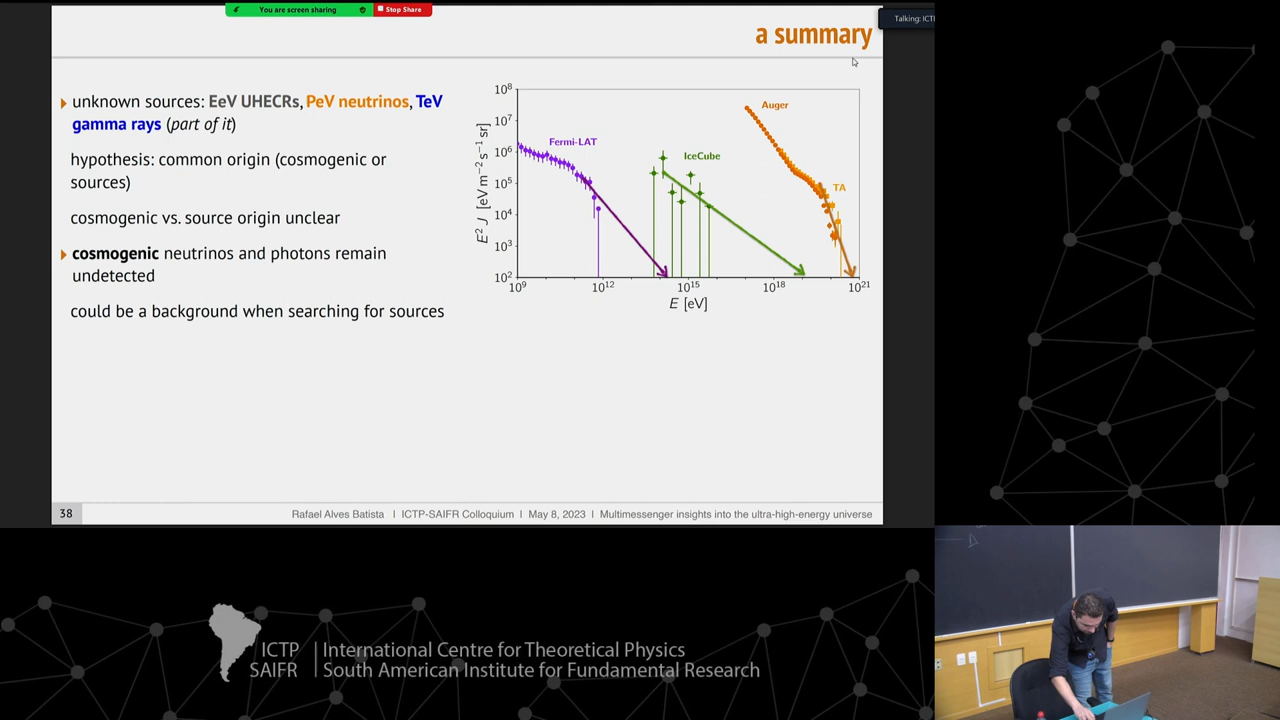 You are screen sharing
Stop Share
Talking: ICTI
a summary
unknown sources: EeV UHECRs, PeV neutrinos, TeV
gamma rays (part of it)
hypothesis: common origin (cosmogenic or
sources)
cosmogenic vs. source origin unclear
cosmogenic neutrinos and photons remain
undetected
could be a background when searching for sources
10⁸
10⁷
10⁶
10⁵
10⁴
10³
10²
E² J [eV m⁻² s⁻¹ sr]
Fermi-LAT
IceCube
Auger
TA
10⁹
10¹²
10¹⁵
10¹⁸
10²¹
E [eV]
38
Rafael Alves Batista I ICTP-SAIFR Colloquium I May 8, 2023 I Multimessenger insights into the ultra-high-energy universe
ICTP International Centre for Theoretical Physics
SAIFR South American Institute for Fundamental Research